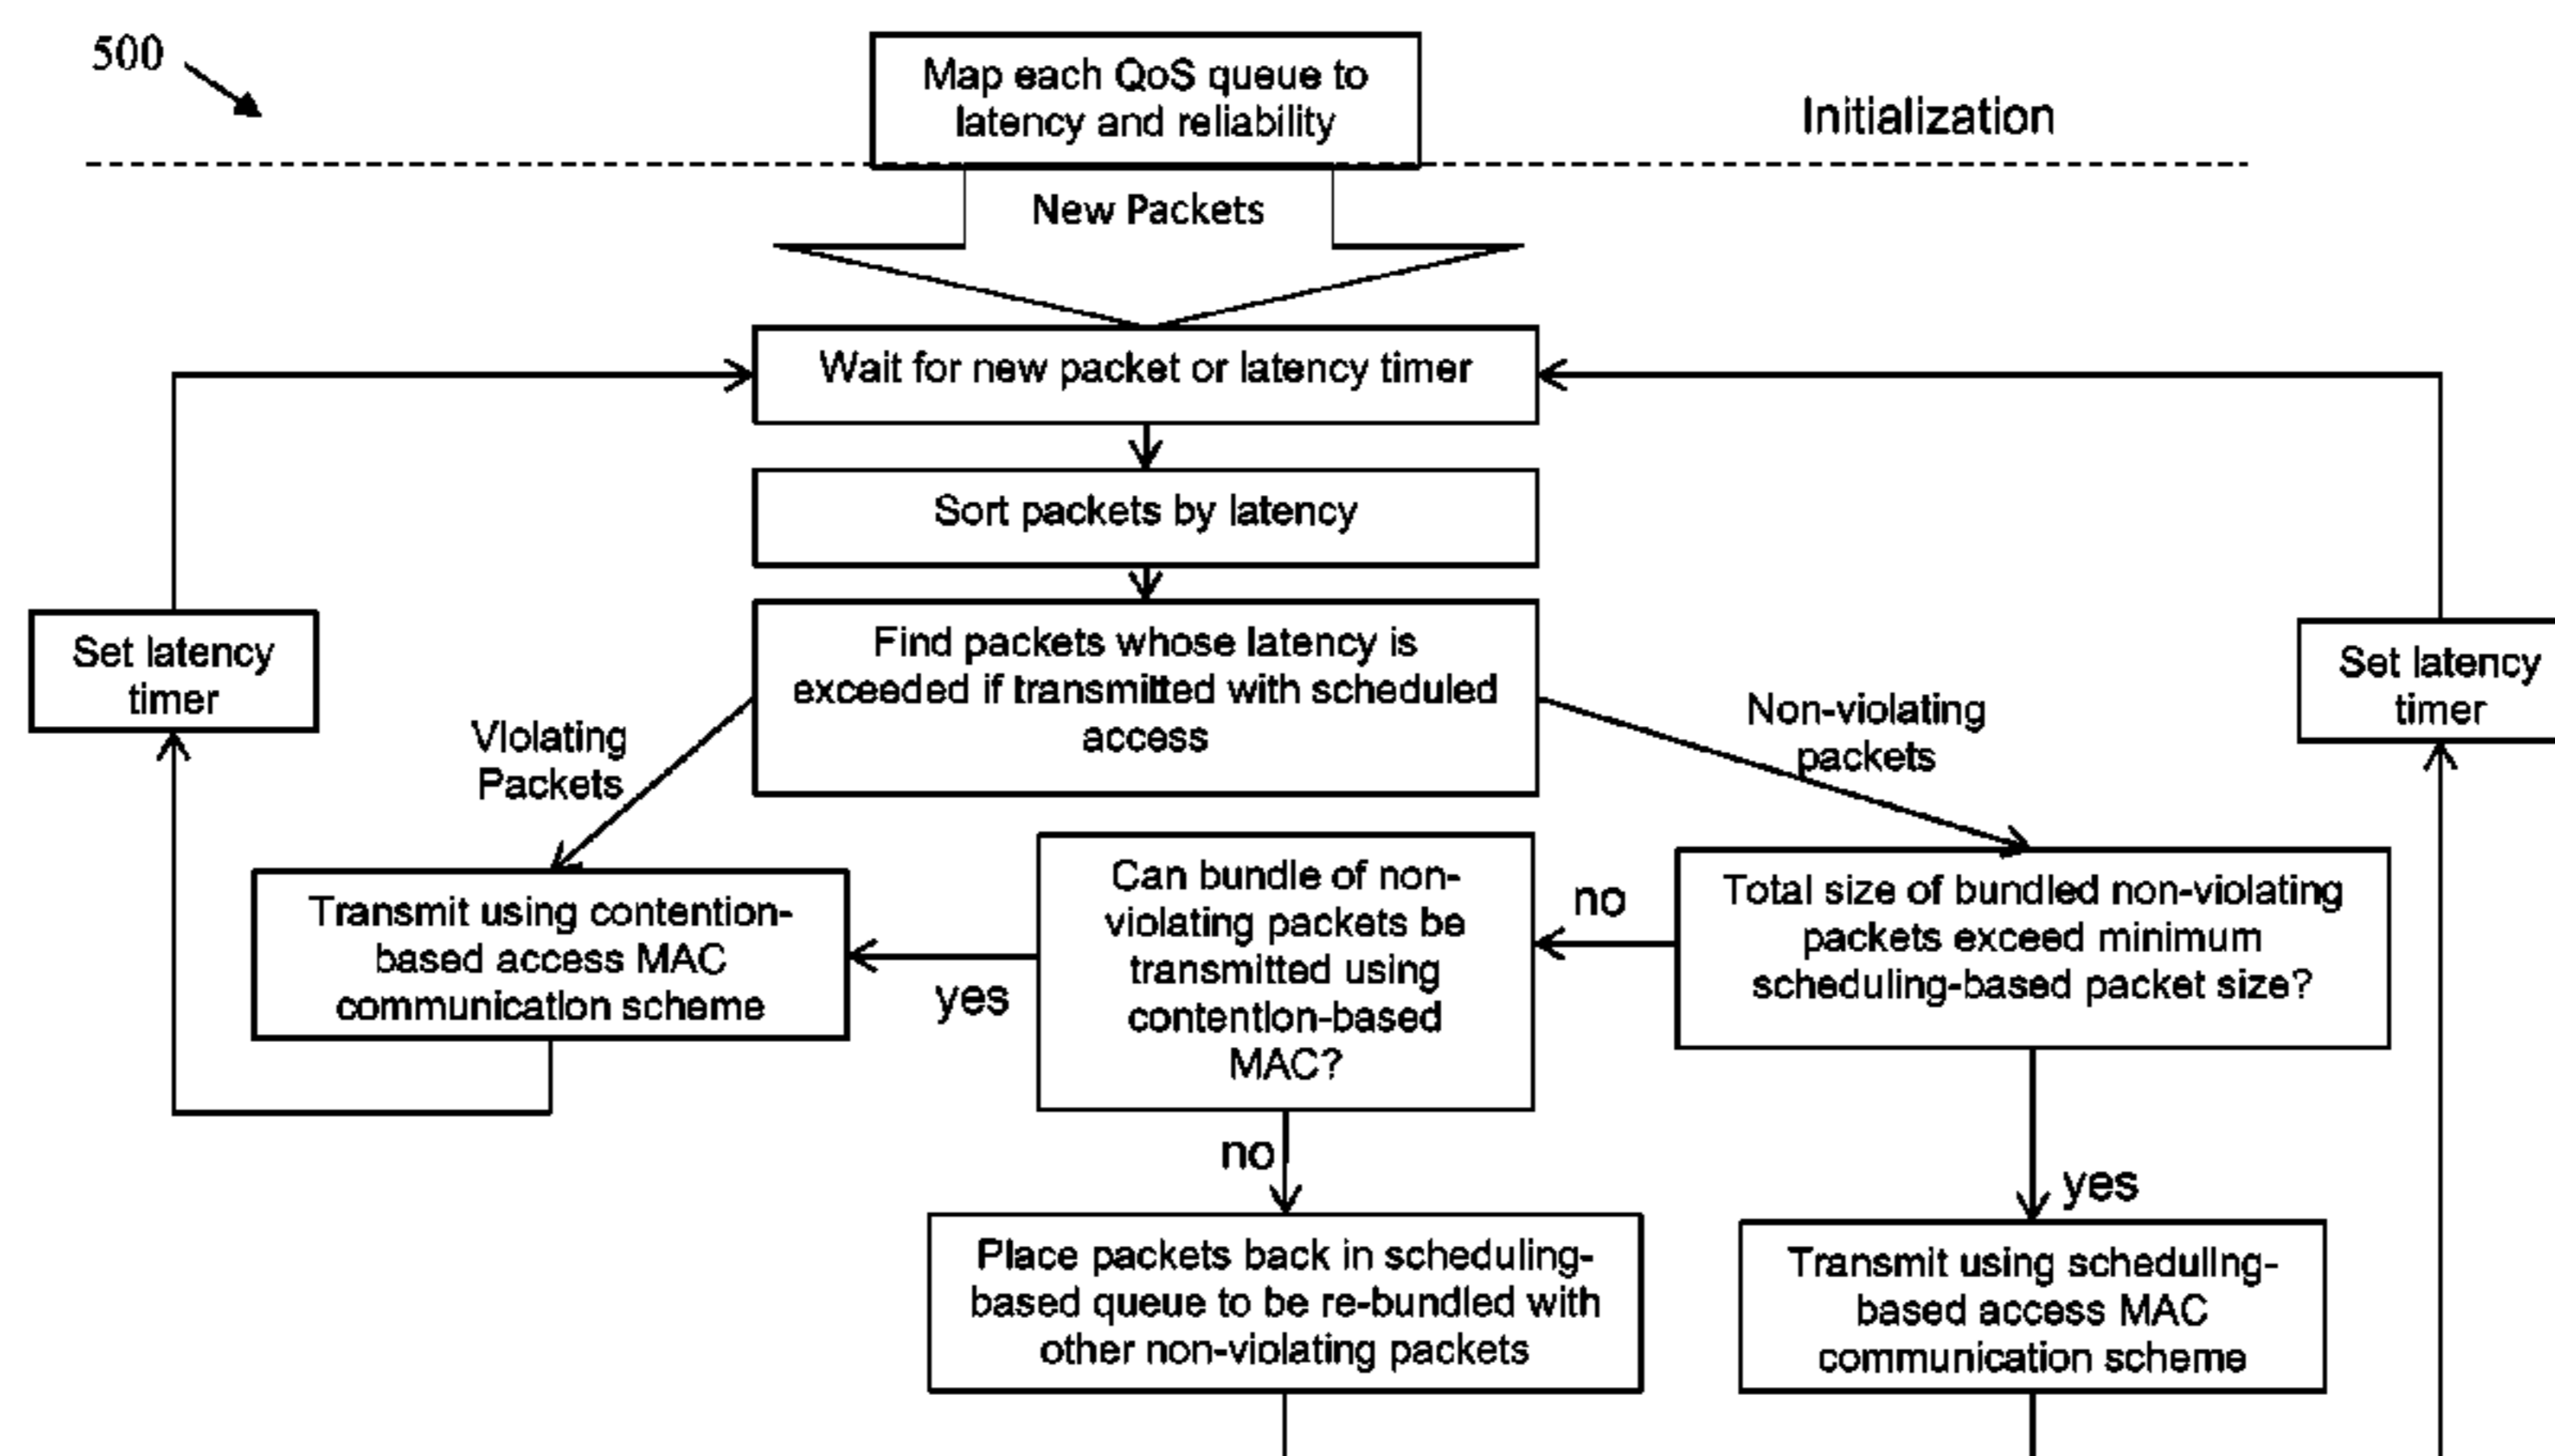 500
Map each QoS queue to
latency and reliability
Initialization
New Packets
Wait for new packet or latency timer
Sort packets by latency
Find packets whose latency is
exceeded if transmitted with scheduled
access
Set latency
timer
Set latency
timer
Violating
Packets
Non-violating
packets
Transmit using contention-
based access MAC
communication scheme
yes
Can bundle of non-
violating packets be
transmitted using
contention-based
MAC?
no
Total size of bundled non-violating
packets exceed minimum
scheduling-based packet size?
no
yes
Place packets back in scheduling-
based queue to be re-bundled with
other non-violating packets
Transmit using scheduling-
based access MAC
communication scheme